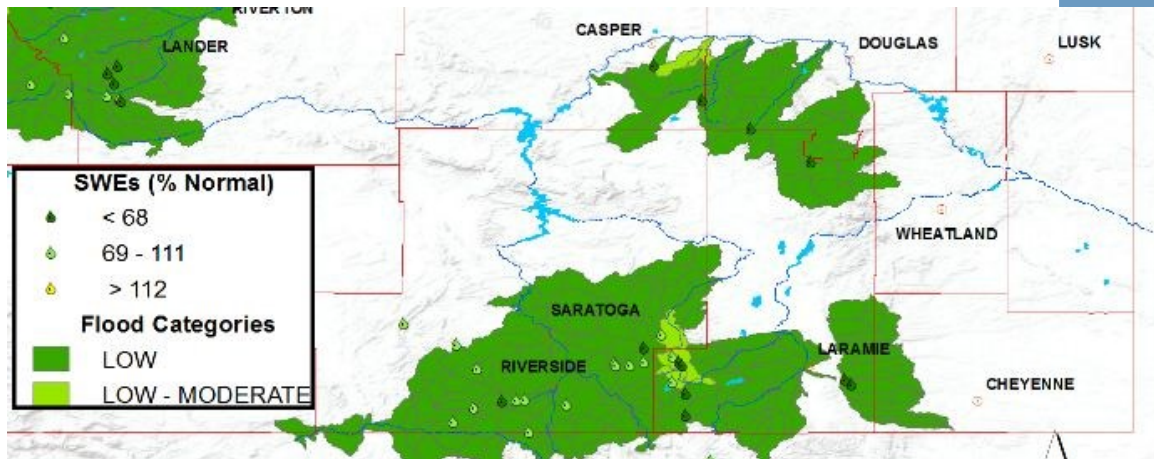 RIVERTON
LANDER
CASPER
DOUGLAS
LUSK
SWEs (% Normal)
< 68
69 - 111
> 112
Flood Categories
LOW
LOW - MODERATE
WHEATLAND
SARATOGA
RIVERSIDE
LARAMIE
CHEYENNE